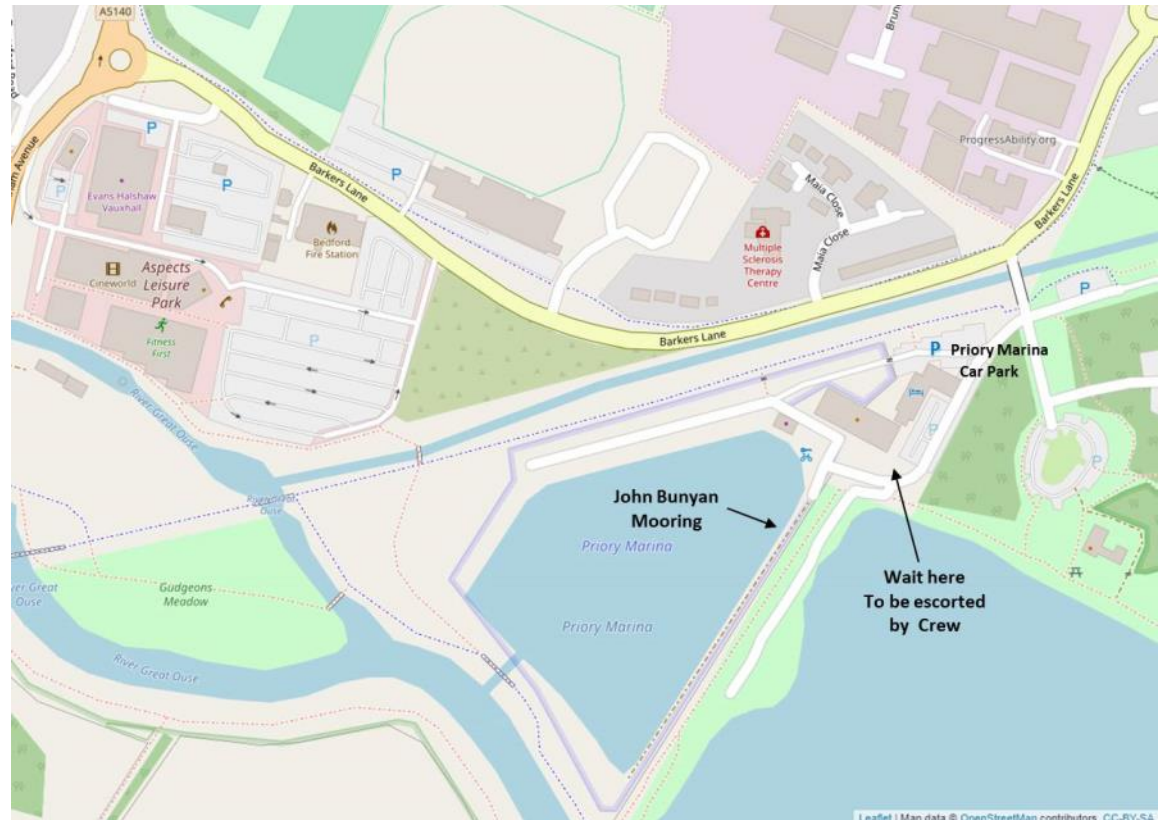 A5140
Brun
P
ProgressAbility.org
P
Evans Halshaw
Vauxhall
P
P
P
Barkers Lane
Barkers Lane
Maia Close
Maia Close
Bedford
Fire Station
Multiple
Sclerosis
Therapy
Centre
Cineworld
Aspects
Leisure
Park
Fitness
First
P
Barkers Lane
P
P
Priory Marina
Car Park
River Great Ouse
P
P
John Bunyan
Mooring
Priory Marina
Wait here
To be escorted
by Crew
Gudgeons
Meadow
Priory Marina
River Great Ouse
Leaflet | Map data © OpenStreetMap contributors, CC-BY-SA